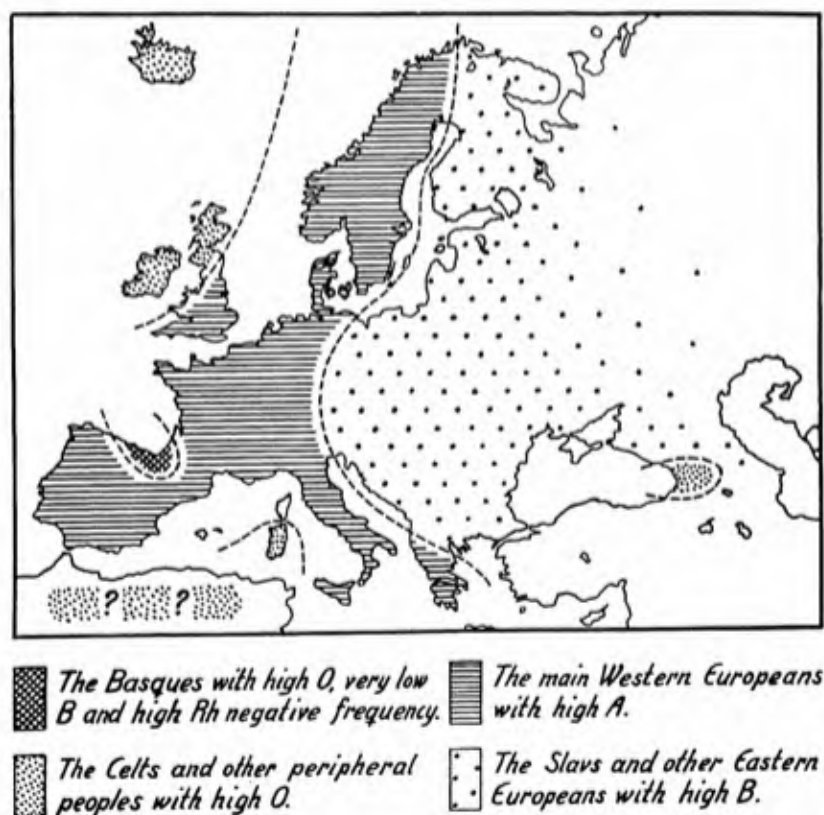 ? ?
The Basques with high O, very low
B and high Rh negative frequency.
The main Western Europeans
with high A.
The Celts and other peripheral
peoples with high O.
The Slavs and other Eastern
Europeans with high B.